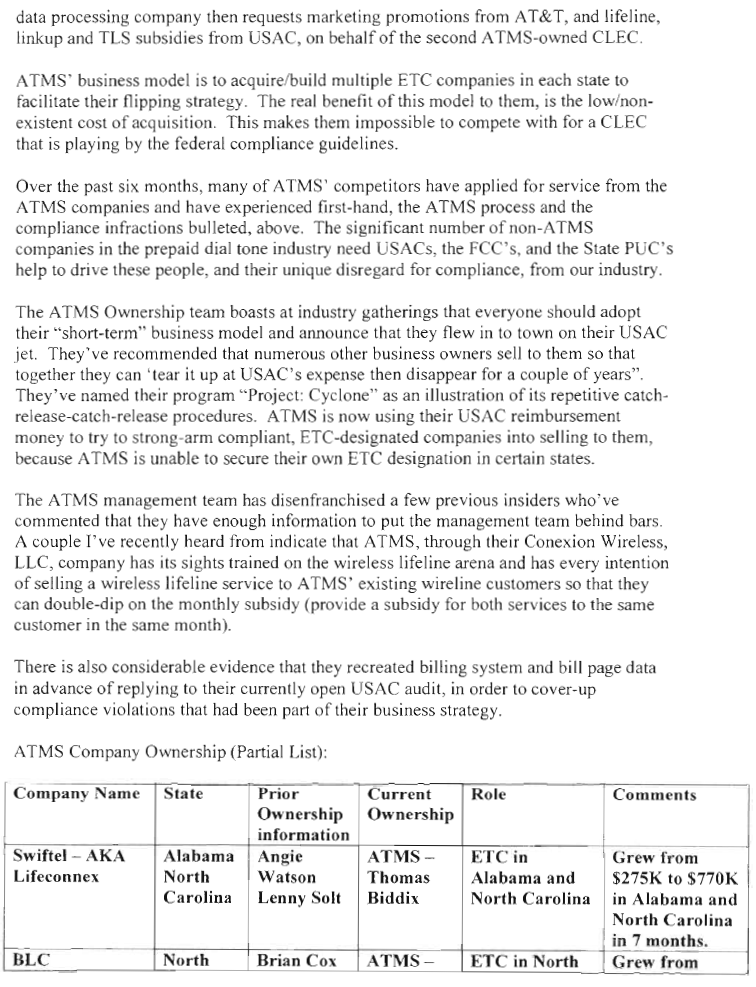 data processing company then requests marketing promotions from AT&T, and lifeline,
linkup and TLS subsidies from USAC, on behalf of the second ATMS-owned CLEC.
ATMS' business model is to acquire/build multiple ETC companies in each state to
facilitate their flipping strategy. The real benefit of this model to them, is the low/non-
existent cost of acquisition. This makes them impossible to compete with for a CLEC
that is playing by the federal compliance guidelines.
Over the past six months, many of ATMS' competitors have applied for service from the
ATMS companies and have experienced first-hand, the ATMS process and the
compliance infractions bulleted, above. The significant number of non-ATMS
companies in the prepaid dial tone industry need USACs, the FCC's, and the State PUC's
help to drive these people, and their unique disregard for compliance, from our industry.
The ATMS Ownership team boasts at industry gatherings that everyone should adopt
their “short-term” business model and announce that they flew in to town on their USAC
jet. They've recommended that numerous other business owners sell to them so that
together they can ‘tear it up at USAC's expense then disappear for a couple of years”.
They've named their program “Project: Cyclone” as an illustration of its repetitive catch-
release-catch-release procedures. ATMS is now using their USAC reimbursement
money to try to strong-arm compliant, ETC-designated companies into selling to them,
because ATMS is unable to secure their own ETC designation in certain states.
The ATMS management team has disenfranchised a few previous insiders who've
commented that they have enough information to put the management team behind bars.
A couple I've recently heard from indicate that ATMS, through their Conexion Wireless,
LLC, company has its sights trained on the wireless lifeline arena and has every intention
of selling a wireless lifeline service to ATMS' existing wireline customers so that they
can double-dip on the monthly subsidy (provide a subsidy for both services to the same
customer in the same month).
There is also considerable evidence that they recreated billing system and bill page data
in advance of replying to their currently open USAC audit, in order to cover-up
compliance violations that had been part of their business strategy.
ATMS Company Ownership (Partial List):
Company Name State Prior Current Role Comments
Ownership Ownership
information
Swiftel – AKA Alabama Angie ATMS – ETC in Grew from
Lifeconnex North Watson Thomas Alabama and $275K to $770K
Carolina Lenny Solt Biddix North Carolina in Alabama and
North Carolina
in 7 months.
BLC North Brian Cox ATMS – ETC in North Grew from